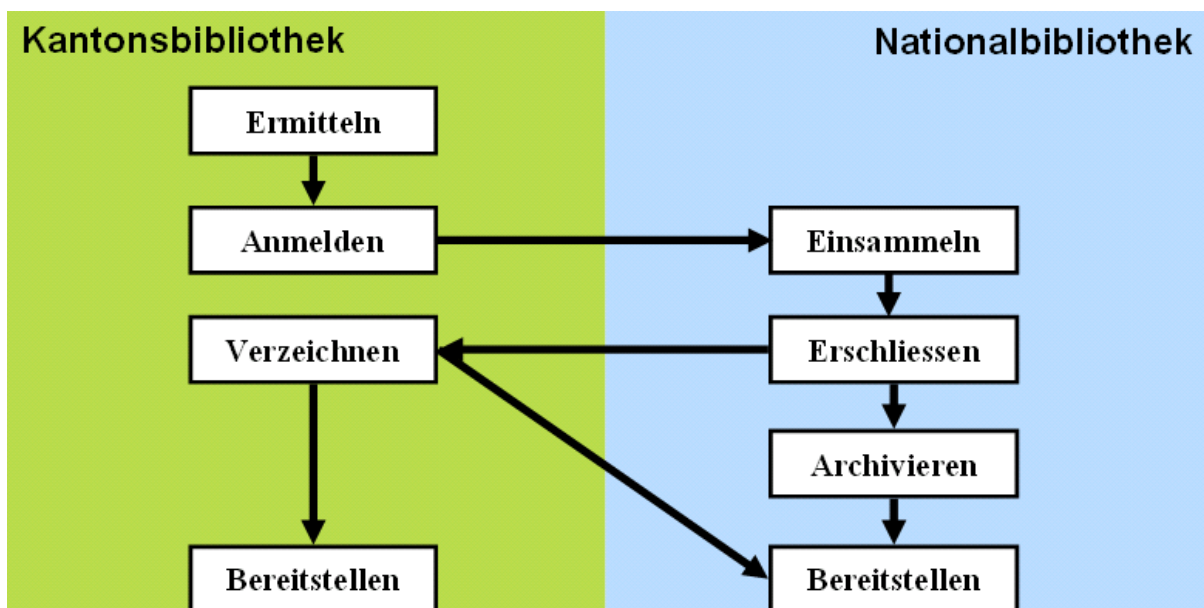 Kantonsbibliothek
Nationalbibliothek
Ermitteln
Anmelden
Einsammeln
Verzeichnen
Erschliessen
Archivieren
Bereitstellen
Bereitstellen